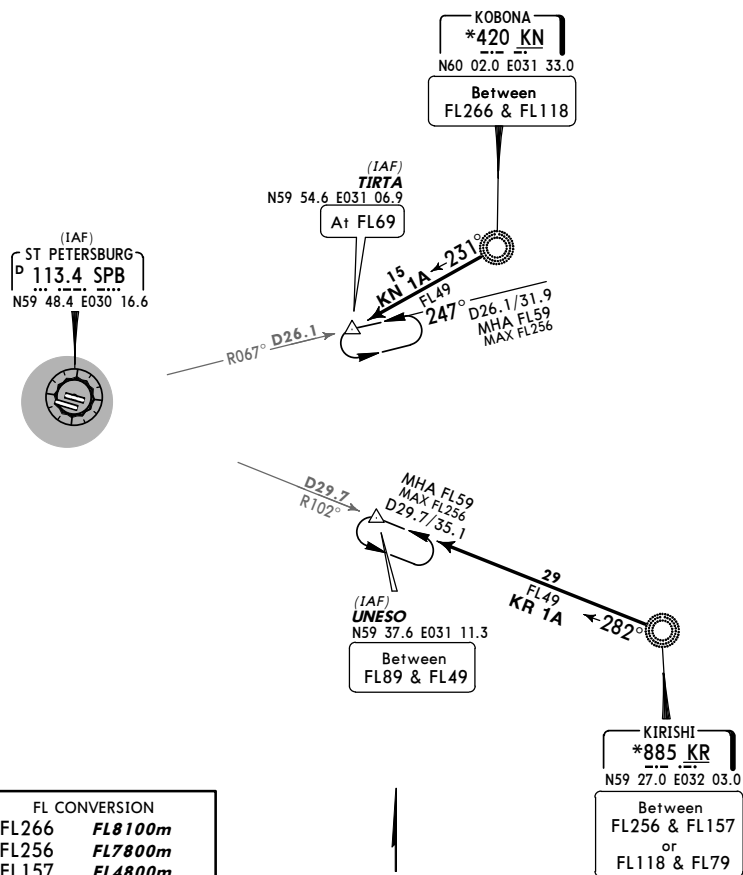 KOBONA
*420 KN
N60 02.0 E031 33.0
Between
FL266 & FL118
(IAF)
TIRTA
N59 54.6 E031 06.9
At FL69
(IAF)
ST PETERSBURG
D 113.4 SPB
N59 48.4 E030 16.6
15
KN 1A
231°
FL49
247°
D26.1/31.9
MHA FL59
MAX FL256
R067° D26.1
D29.7
R102°
MHA FL59
MAX FL256
D29.7/35.1
29
FL49
KR 1A
282°
(IAF)
UNESO
N59 37.6 E031 11.3
Between
FL89 & FL49
KIRISHI
*885 KR
N59 27.0 E032 03.0
Between
FL256 & FL157
or
FL118 & FL79
FL CONVERSION
FL266 FL8100m
FL256 FL7800m
FL157 FL4800m